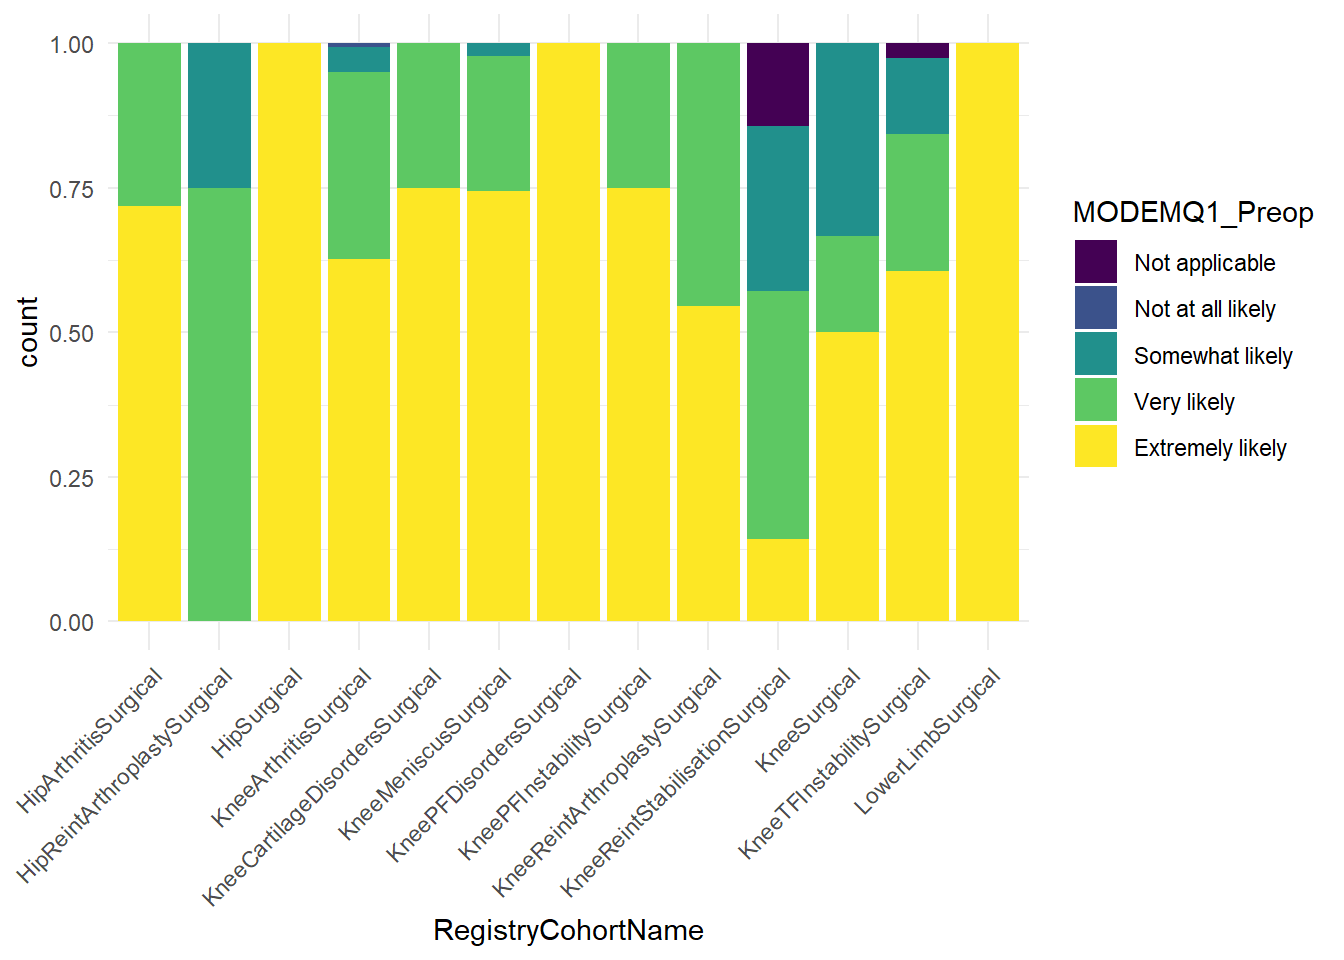 1.00
0.75
0.50
0.25
0.00
count
HipArthritisSurgical
HipReintArthroplastySurgical
HipSurgical
KneeArthritisSurgical
KneeCartilageDisordersSurgical
KneeMeniscusSurgical
KneePFDisordersSurgical
KneePFInstabilitySurgical
KneeReintArthroplastySurgical
KneeReintStabilisationSurgical
KneeSurgical
KneeTFInstabilitySurgical
LowerLimbSurgical
RegistryCohortName
MODEMQ1_Preop
Not applicable
Not at all likely
Somewhat likely
Very likely
Extremely likely